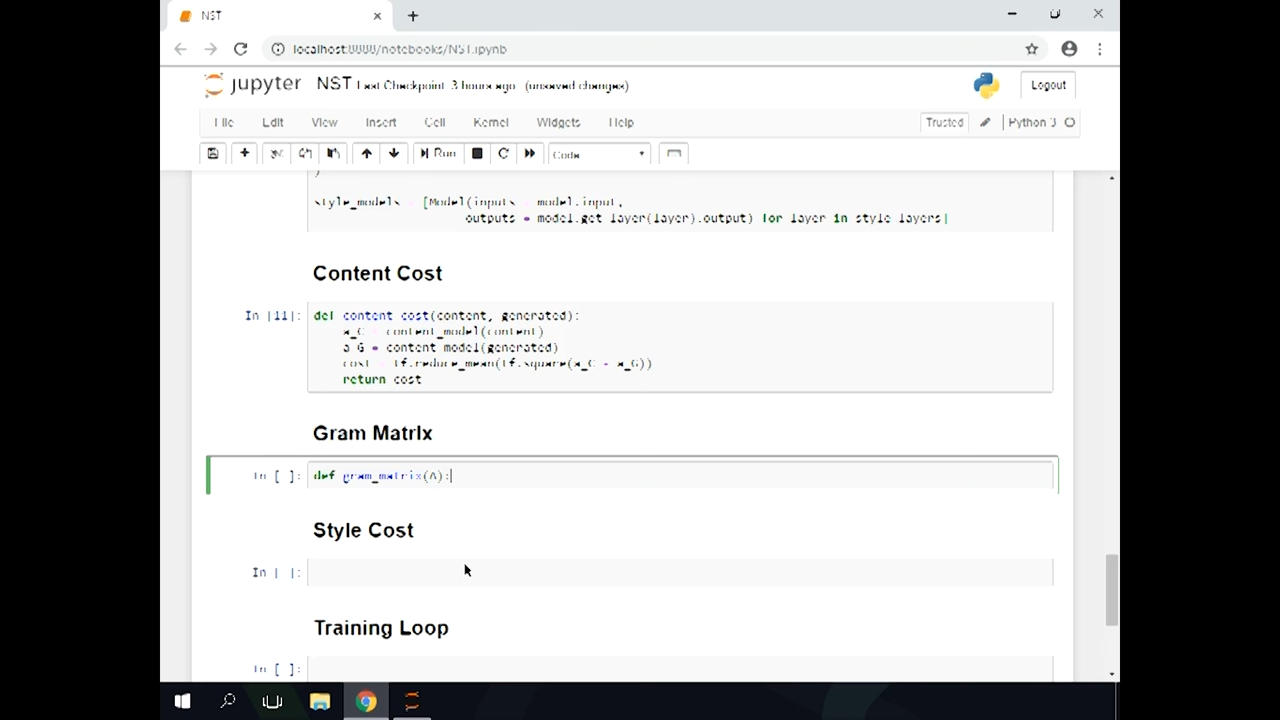 NST
localhost:8888/notebooks/NST.ipynb
jupyter NST Last Checkpoint: 3 hours ago (unsaved changes)
Logout
File Edit View Insert Cell Kernel Widgets Help
Trusted Python 3
Run Code
)
style_models = [Model(inputs = model.input,
outputs = model.get_layer(layer).output) for layer in style_layers]
Content Cost
In [11]: def content_cost(content, generated):
a_C = content_model(content)
a_G = content_model(generated)
cost = tf.reduce_mean(tf.square(a_C - a_G))
return cost
Gram Matrix
In [ ]: def gram_matrix(A):
Style Cost
In [ ]:
Training Loop
In [ ]: